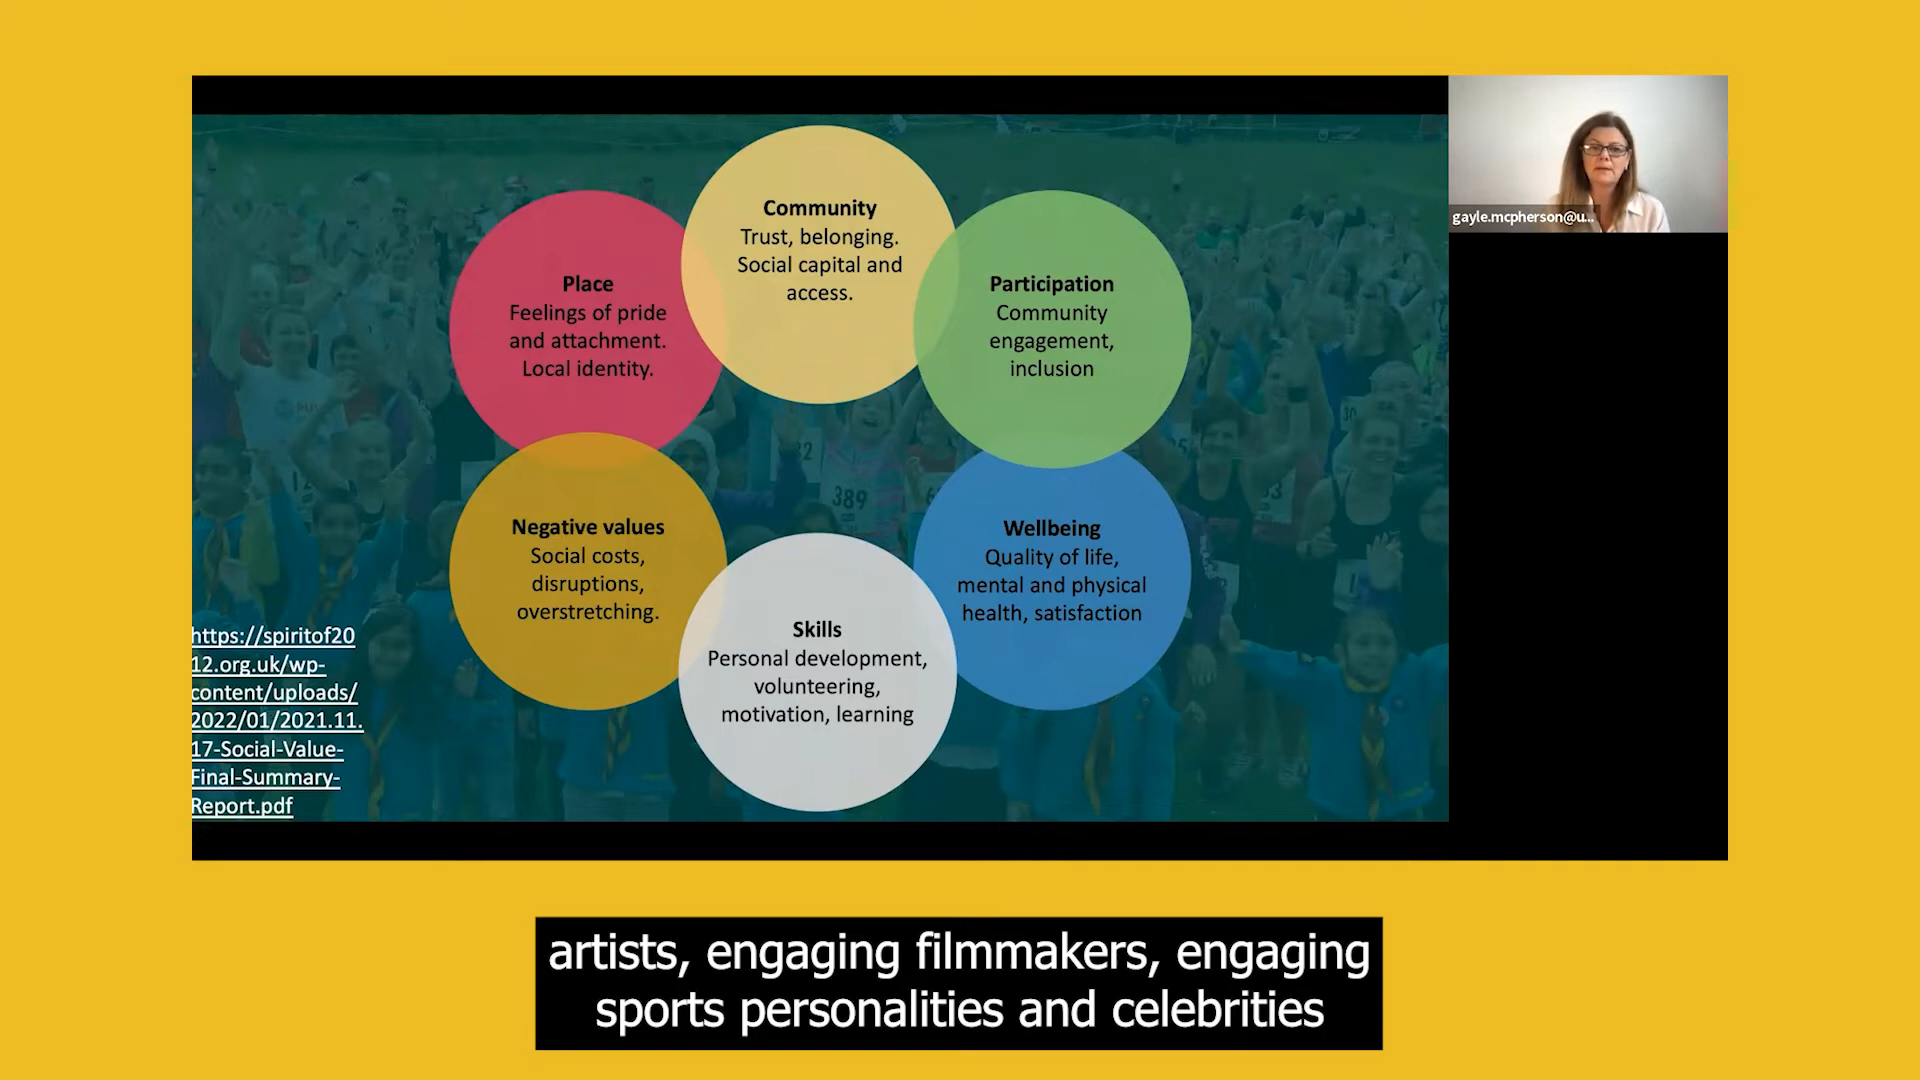 Community
Trust, belonging.
Social capital and
access.
Place
Feelings of pride
and attachment.
Local identity.
Participation
Community
engagement,
inclusion
Negative values
Social costs,
disruptions,
overstretching.
Wellbeing
Quality of life,
mental and physical
health, satisfaction
Skills
Personal development,
volunteering,
motivation, learning
https://spiritof20
12.org.uk/wp-
content/uploads/
2022/01/2021.11.
17-Social-Value-
Final-Summary-
Report.pdf
389
gayle.mcpherson@u...
artists, engaging filmmakers, engaging
sports personalities and celebrities